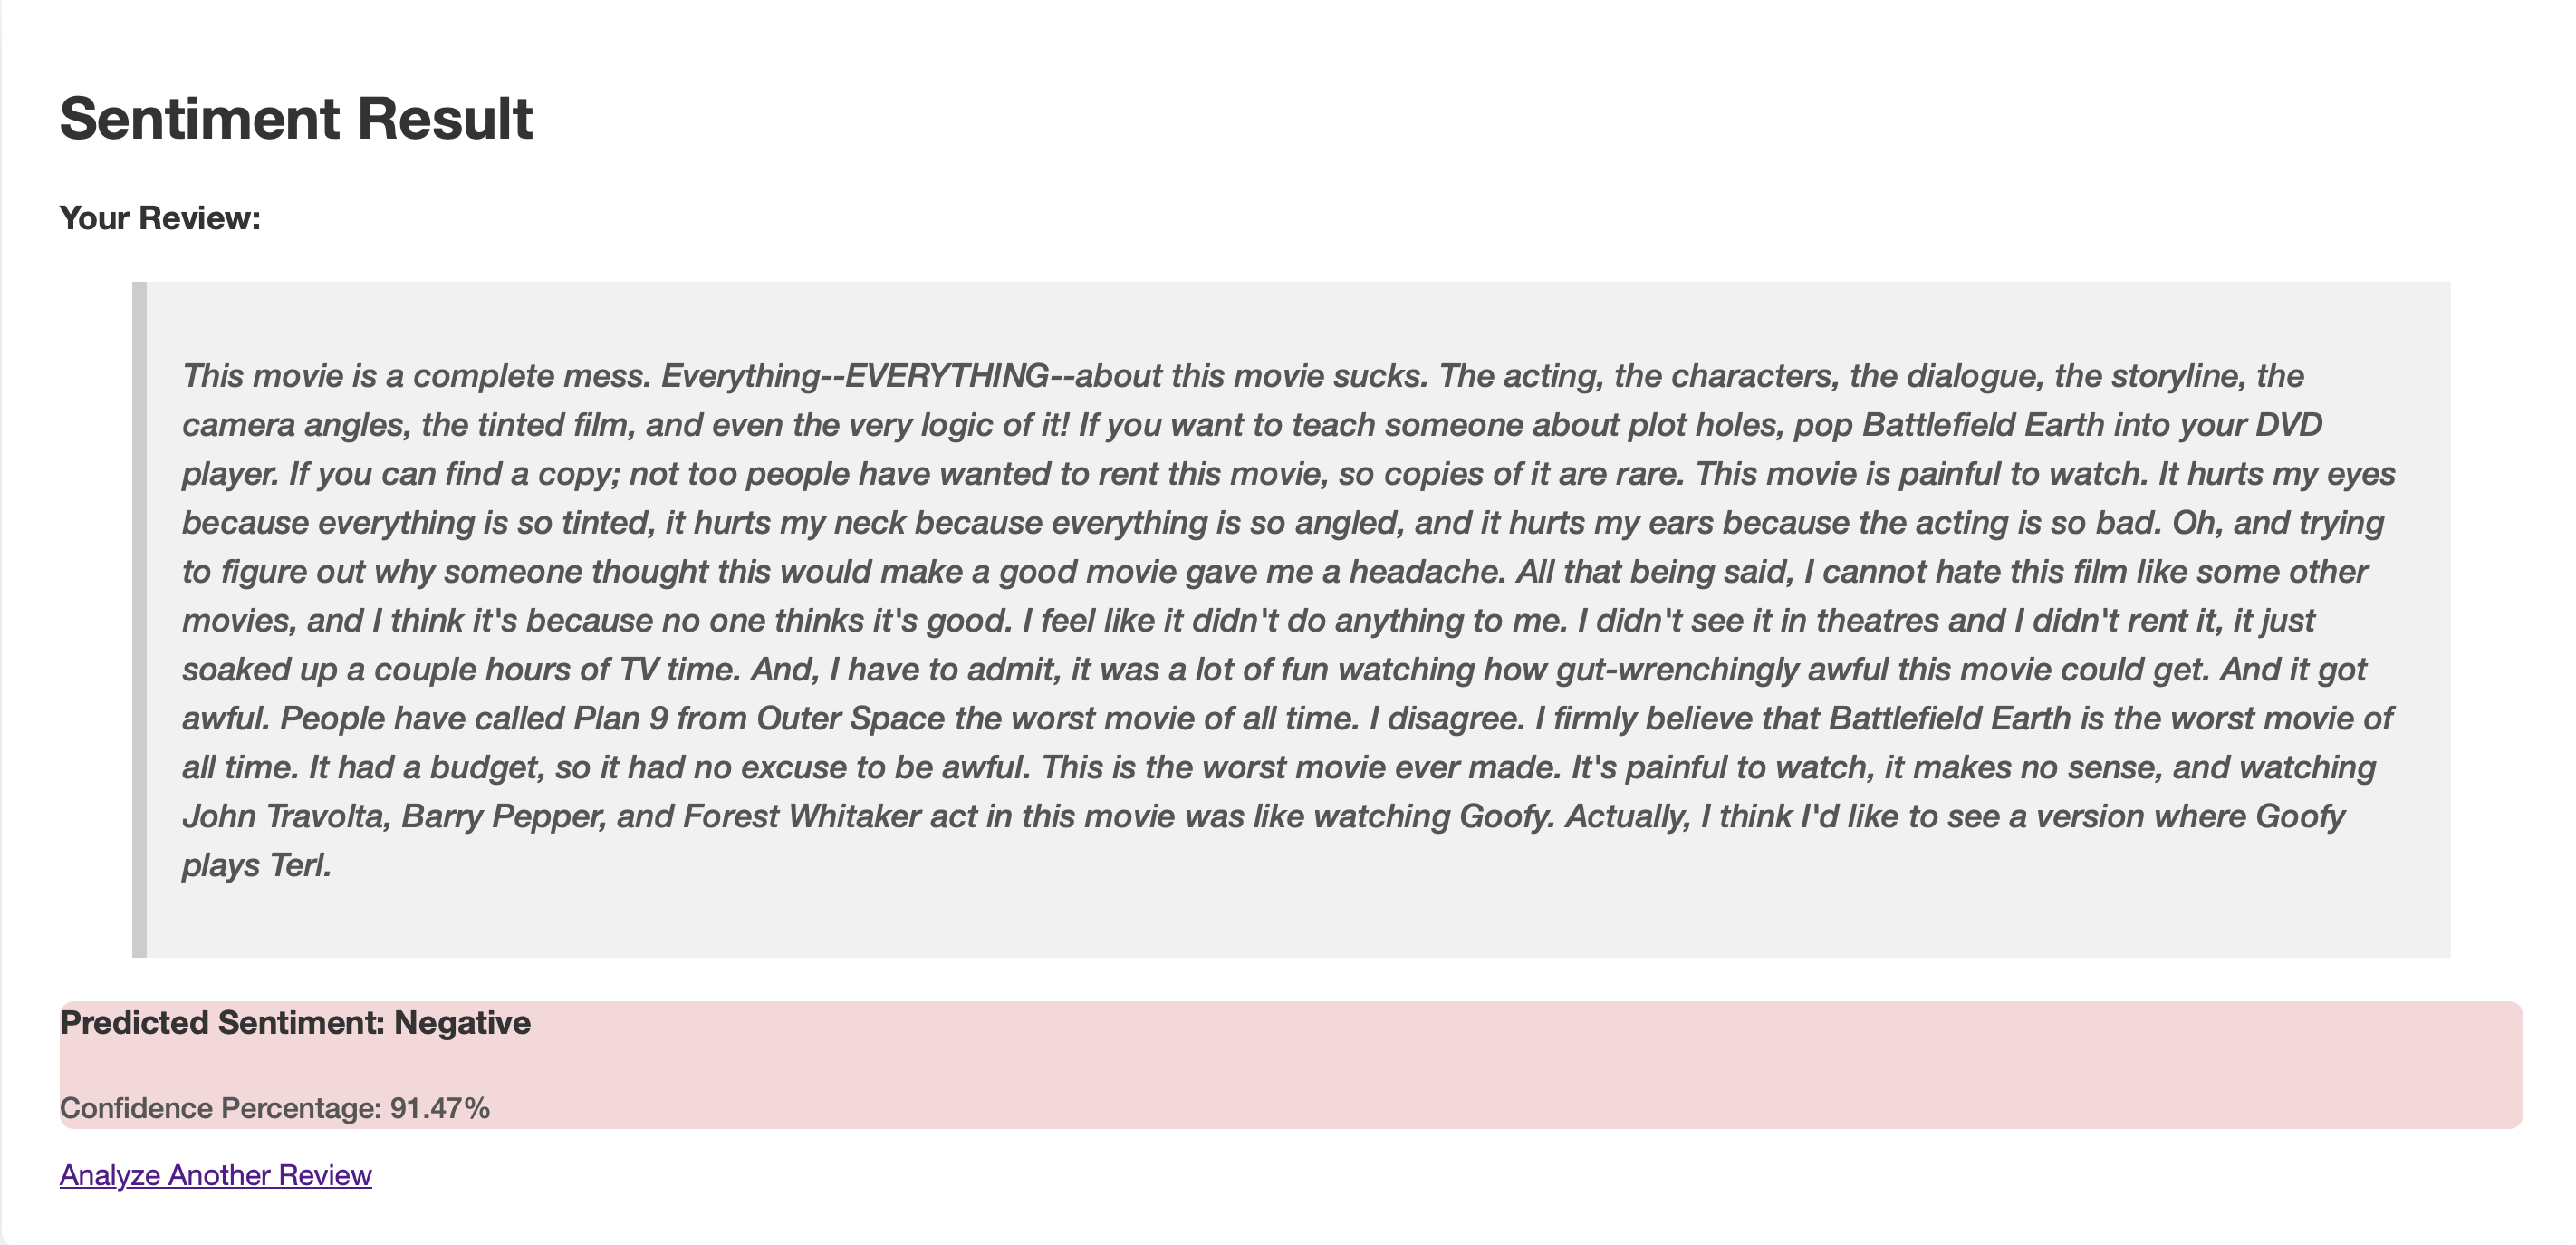 Sentiment Result
Your Review:
This movie is a complete mess. Everything--EVERYTHING--about this movie sucks. The acting, the characters, the dialogue, the storyline, the
camera angles, the tinted film, and even the very logic of it! If you want to teach someone about plot holes, pop Battlefield Earth into your DVD
player. If you can find a copy; not too people have wanted to rent this movie, so copies of it are rare. This movie is painful to watch. It hurts my eyes
because everything is so tinted, it hurts my neck because everything is so angled, and it hurts my ears because the acting is so bad. Oh, and trying
to figure out why someone thought this would make a good movie gave me a headache. All that being said, I cannot hate this film like some other
movies, and I think it's because no one thinks it's good. I feel like it didn't do anything to me. I didn't see it in theatres and I didn't rent it, it just
soaked up a couple hours of TV time. And, I have to admit, it was a lot of fun watching how gut-wrenchingly awful this movie could get. And it got
awful. People have called Plan 9 from Outer Space the worst movie of all time. I disagree. I firmly believe that Battlefield Earth is the worst movie of
all time. It had a budget, so it had no excuse to be awful. This is the worst movie ever made. It's painful to watch, it makes no sense, and watching
John Travolta, Barry Pepper, and Forest Whitaker act in this movie was like watching Goofy. Actually, I think I'd like to see a version where Goofy
plays Terl.
Predicted Sentiment: Negative
Confidence Percentage: 91.47%
Analyze Another Review